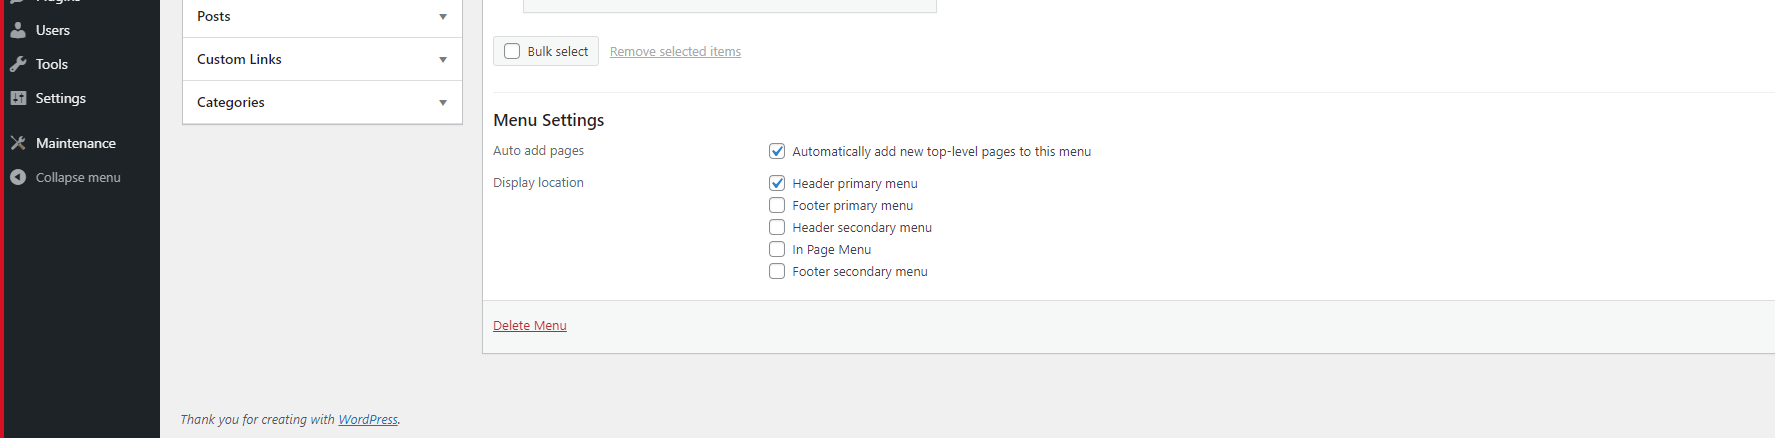 Plugins
Users
Tools
Settings
Maintenance
Collapse menu
Posts
Custom Links
Categories
Bulk select
Remove selected items
Menu Settings
Auto add pages
Automatically add new top-level pages to this menu
Display location
Header primary menu
Footer primary menu
Header secondary menu
In Page Menu
Footer secondary menu
Delete Menu
Thank you for creating with WordPress.